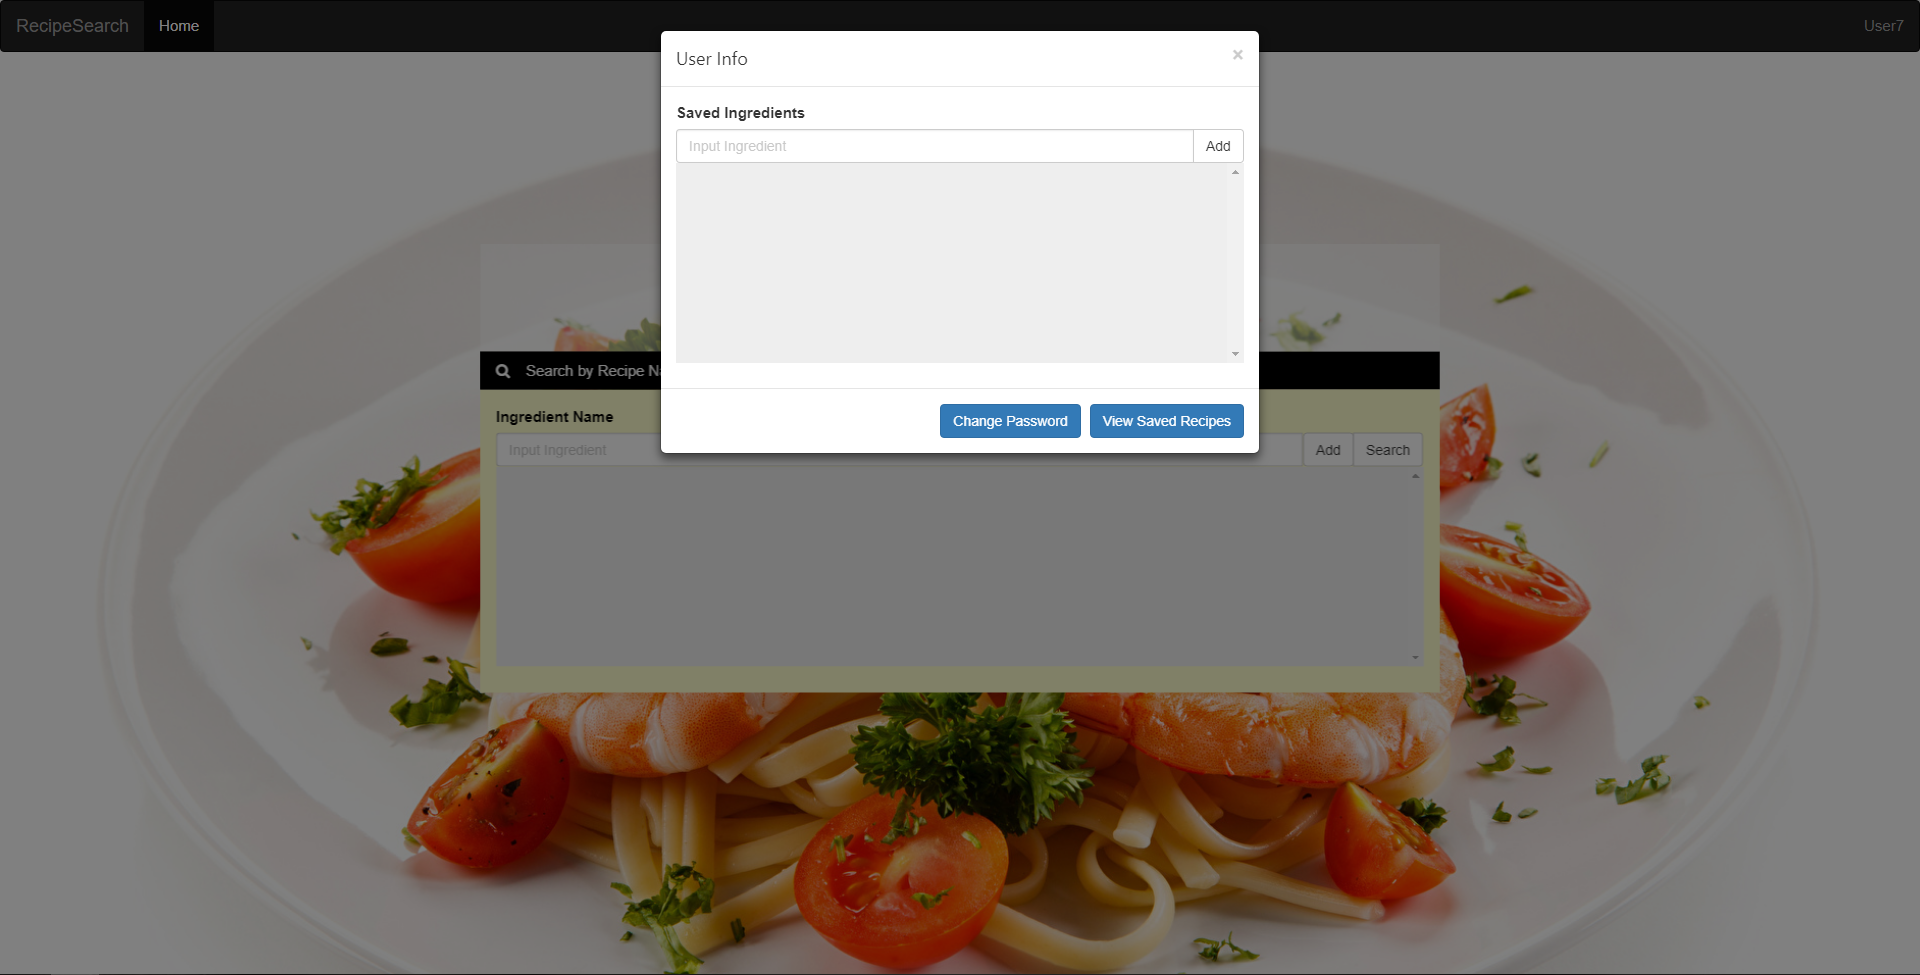 RecipeSearch Home User7
User Info ×
Saved Ingredients
Input Ingredient Add
Search by Recipe Na
Change Password View Saved Recipes
Ingredient Name
Input Ingredient Add Search